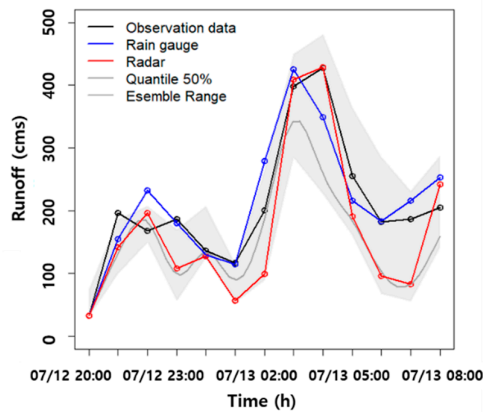 Observation data
Rain gauge
Radar
Quantile 50%
Esemble Range
Runoff (cms)
500
400
300
200
100
0
07/12 20:00 07/12 23:00 07/13 02:00 07/13 05:00 07/13 08:00
Time (h)